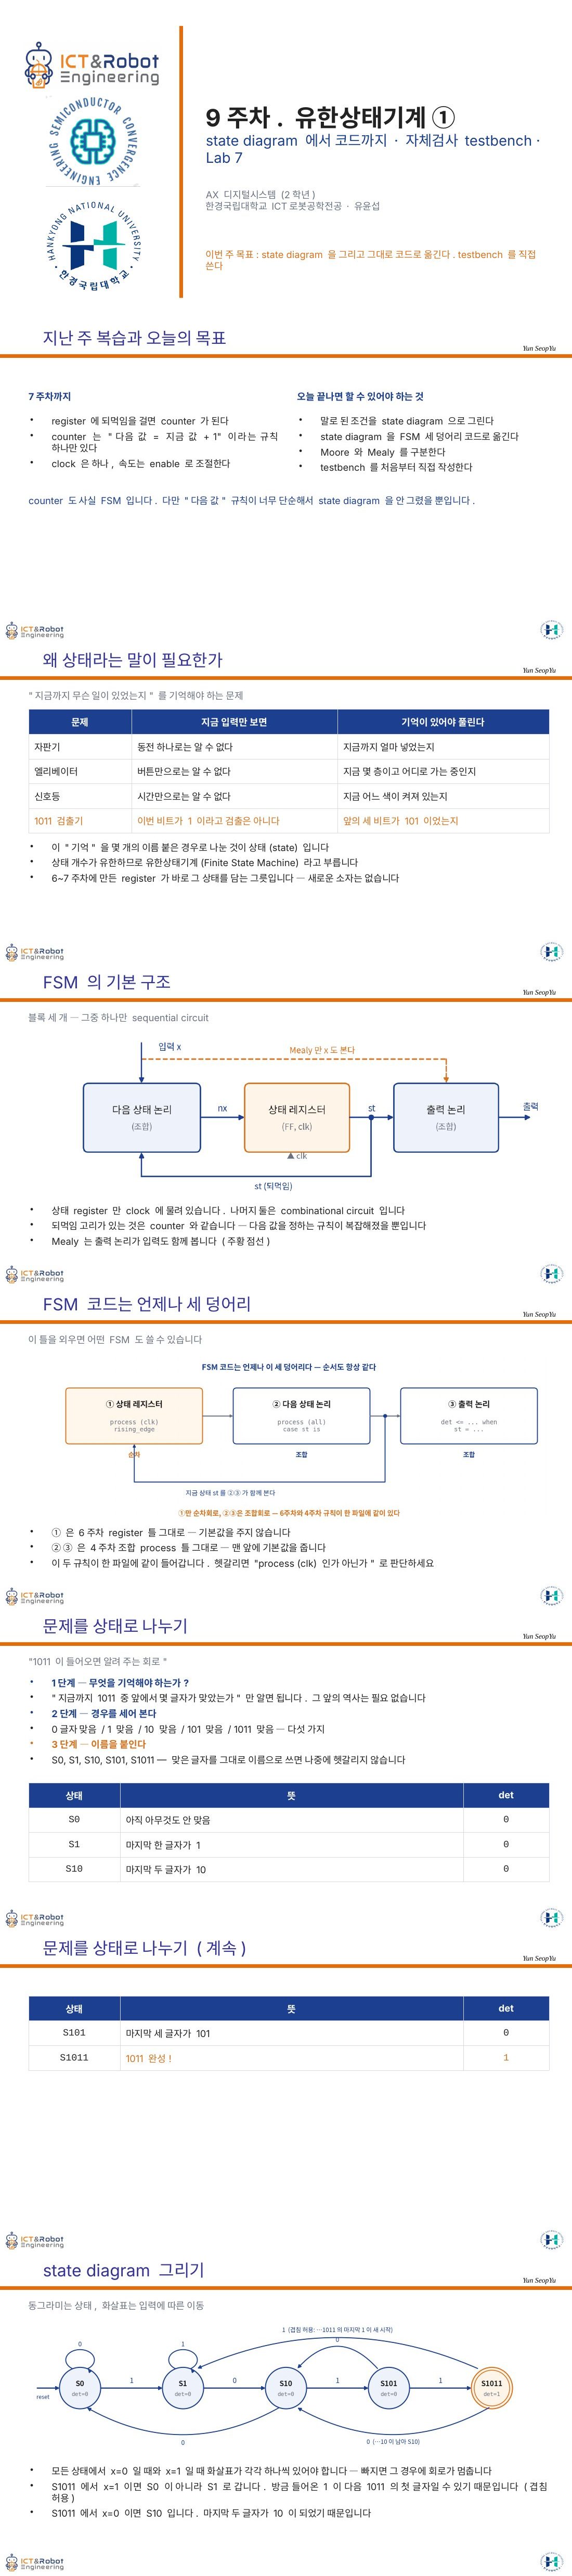 ICT&Robot
Engineering
SEMICONDUCTOR CONVERGENCE ENGINEERING
HANKYONG NATIONAL UNIVERSITY
한경국립대학교
9 주차 . 유한상태기계 ①
state diagram 에서 코드까지 · 자체검사 testbench ·
Lab 7
AX 디지털시스템 (2 학년 )
한경국립대학교 ICT 로봇공학전공 · 유윤섭
이번 주 목표 : state diagram 을 그리고 그대로 코드로 옮긴다 . testbench 를 직접
쓴다
지난 주 복습과 오늘의 목표
Yun SeopYu
7 주차까지
• register 에 되먹임을 걸면 counter 가 된다
• counter 는 " 다음 값 = 지금 값 + 1" 이라는 규칙
하나만 있다
• clock 은 하나 , 속도는 enable 로 조절한다
오늘 끝나면 할 수 있어야 하는 것
• 말로 된 조건을 state diagram 으로 그린다
• state diagram 을 FSM 세 덩어리 코드로 옮긴다
• Moore 와 Mealy 를 구분한다
• testbench 를 처음부터 직접 작성한다
counter 도 사실 FSM 입니다 . 다만 " 다음 값 " 규칙이 너무 단순해서 state diagram 을 안 그렸을 뿐입니다 .
ICT&Robot
Engineering
왜 상태라는 말이 필요한가
Yun SeopYu
" 지금까지 무슨 일이 있었는지 " 를 기억해야 하는 문제
문제 지금 입력만 보면 기억이 있어야 풀린다
자판기 동전 하나로는 알 수 없다 지금까지 얼마 넣었는지
엘리베이터 버튼만으로는 알 수 없다 지금 몇 층이고 어디로 가는 중인지
신호등 시간만으로는 알 수 없다 지금 어느 색이 켜져 있는지
1011 검출기 이번 비트가 1 이라고 검출은 아니다 앞의 세 비트가 101 이었는지
• 이 " 기억 " 을 몇 개의 이름 붙은 경우로 나눈 것이 상태 (state) 입니다
• 상태 개수가 유한하므로 유한상태기계 (Finite State Machine) 라고 부릅니다
• 6~7 주차에 만든 register 가 바로 그 상태를 담는 그릇입니다 — 새로운 소자는 없습니다
ICT&Robot
Engineering
FSM 의 기본 구조
Yun SeopYu
블록 세 개 — 그중 하나만 sequential circuit
입력 x
Mealy 만 x 도 본다
다음 상태 논리
(조합)
nx
상태 레지스터
(FF, clk)
▲ clk
st
출력 논리
(조합)
출력
st (되먹임)
• 상태 register 만 clock 에 물려 있습니다 . 나머지 둘은 combinational circuit 입니다
• 되먹임 고리가 있는 것은 counter 와 같습니다 — 다음 값을 정하는 규칙이 복잡해졌을 뿐입니다
• Mealy 는 출력 논리가 입력도 함께 봅니다 ( 주황 점선 )
ICT&Robot
Engineering
FSM 코드는 언제나 세 덩어리
Yun SeopYu
이 틀을 외우면 어떤 FSM 도 쓸 수 있습니다
FSM 코드는 언제나 이 세 덩어리다 — 순서도 항상 같다
① 상태 레지스터
process (clk)
rising_edge
순차
② 다음 상태 논리
process (all)
case st is
조합
③ 출력 논리
det <= ... when
st = ...
조합
지금 상태 st 를 ②③ 가 함께 본다
①만 순차회로, ②③은 조합회로 — 6주차와 4주차 규칙이 한 파일에 같이 있다
• ① 은 6 주차 register 틀 그대로 — 기본값을 주지 않습니다
• ② ③ 은 4 주차 조합 process 틀 그대로 — 맨 앞에 기본값을 줍니다
• 이 두 규칙이 한 파일에 같이 들어갑니다 . 헷갈리면 "process (clk) 인가 아닌가 " 로 판단하세요
ICT&Robot
Engineering
문제를 상태로 나누기
Yun SeopYu
"1011 이 들어오면 알려 주는 회로 "
• 1 단계 — 무엇을 기억해야 하는가 ?
• " 지금까지 1011 중 앞에서 몇 글자가 맞았는가 " 만 알면 됩니다 . 그 앞의 역사는 필요 없습니다
• 2 단계 — 경우를 세어 본다
• 0 글자 맞음 / 1 맞음 / 10 맞음 / 101 맞음 / 1011 맞음 — 다섯 가지
• 3 단계 — 이름을 붙인다
• S0, S1, S10, S101, S1011 — 맞은 글자를 그대로 이름으로 쓰면 나중에 헷갈리지 않습니다
상태 뜻 det
S0 아직 아무것도 안 맞음 0
S1 마지막 한 글자가 1 0
S10 마지막 두 글자가 10 0
ICT&Robot
Engineering
문제를 상태로 나누기 ( 계속 )
Yun SeopYu
상태 뜻 det
S101 마지막 세 글자가 101 0
S1011 1011 완성 ! 1
ICT&Robot
Engineering
state diagram 그리기
Yun SeopYu
동그라미는 상태 , 화살표는 입력에 따른 이동
1 (겹침 허용: …1011 의 마지막 1 이 새 시작)
0
1
0
S0
det=0
1
S1
det=0
0
S10
det=0
1
S101
det=0
1
S1011
det=1
reset
0
0 (…10 이 남아 S10)
• 모든 상태에서 x=0 일 때와 x=1 일 때 화살표가 각각 하나씩 있어야 합니다 — 빠지면 그 경우에 회로가 멈춥니다
• S1011 에서 x=1 이면 S0 이 아니라 S1 로 갑니다 . 방금 들어온 1 이 다음 1011 의 첫 글자일 수 있기 때문입니다 ( 겹침
허용 )
• S1011 에서 x=0 이면 S10 입니다 . 마지막 두 글자가 10 이 되었기 때문입니다
ICT&Robot
Engineering